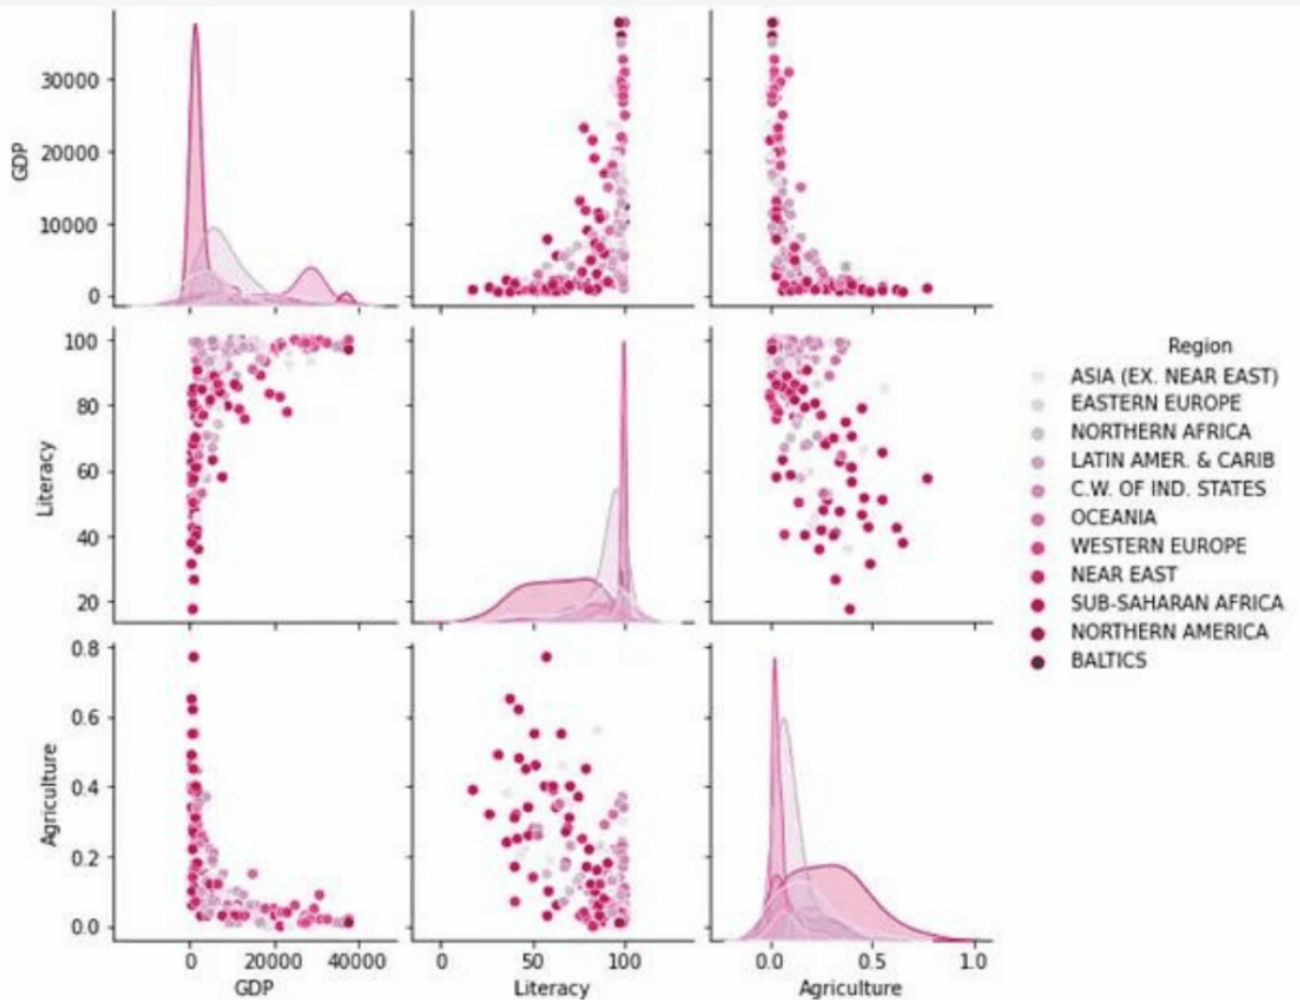 GDP
30000
20000
10000
0
Literacy
100
80
60
40
20
Agriculture
0.8
0.6
0.4
0.2
0.0
0 20000 40000
GDP
0 50 100
Literacy
0.0 0.5 1.0
Agriculture
Region
ASIA (EX. NEAR EAST)
EASTERN EUROPE
NORTHERN AFRICA
LATIN AMER. & CARIB
C.W. OF IND. STATES
OCEANIA
WESTERN EUROPE
NEAR EAST
SUB-SAHARAN AFRICA
NORTHERN AMERICA
BALTICS